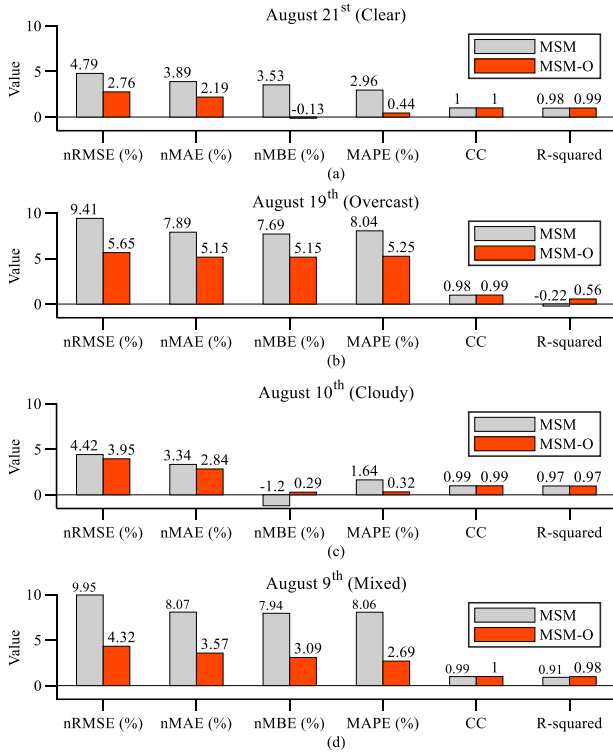 August 21st (Clear)
10
5
0
Value
4.79 2.76 3.89 2.19 3.53 -0.13 2.96 0.44 1 1 0.98 0.99
MSM
MSM-O
nRMSE (%) nMAE (%) nMBE (%) MAPE (%) CC R-squared
(a)
August 19th (Overcast)
10
5
0
Value
9.41 5.65 7.89 5.15 7.69 5.15 8.04 5.25 0.98 0.99 -0.22 0.56
MSM
MSM-O
nRMSE (%) nMAE (%) nMBE (%) MAPE (%) CC R-squared
(b)
August 10th (Cloudy)
10
5
0
Value
4.42 3.95 3.34 2.84 -1.2 0.29 1.64 0.32 0.99 0.99 0.97 0.97
MSM
MSM-O
nRMSE (%) nMAE (%) nMBE (%) MAPE (%) CC R-squared
(c)
August 9th (Mixed)
10
5
0
Value
9.95 4.32 8.07 3.57 7.94 3.09 8.06 2.69 0.99 1 0.91 0.98
MSM
MSM-O
nRMSE (%) nMAE (%) nMBE (%) MAPE (%) CC R-squared
(d)